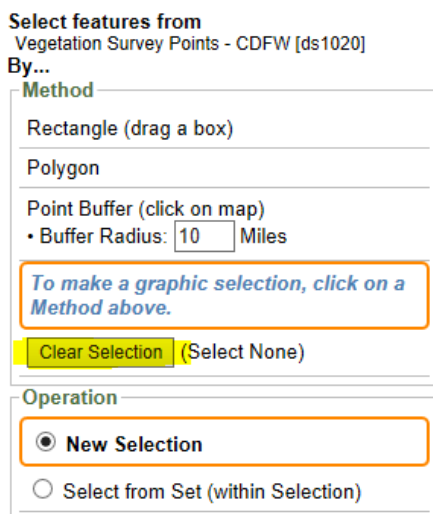 Select features from
Vegetation Survey Points - CDFW [ds1020]
By...
Method
Rectangle (drag a box)
Polygon
Point Buffer (click on map)
• Buffer Radius: 10 Miles
To make a graphic selection, click on a
Method above.
Clear Selection (Select None)
Operation
New Selection
Select from Set (within Selection)